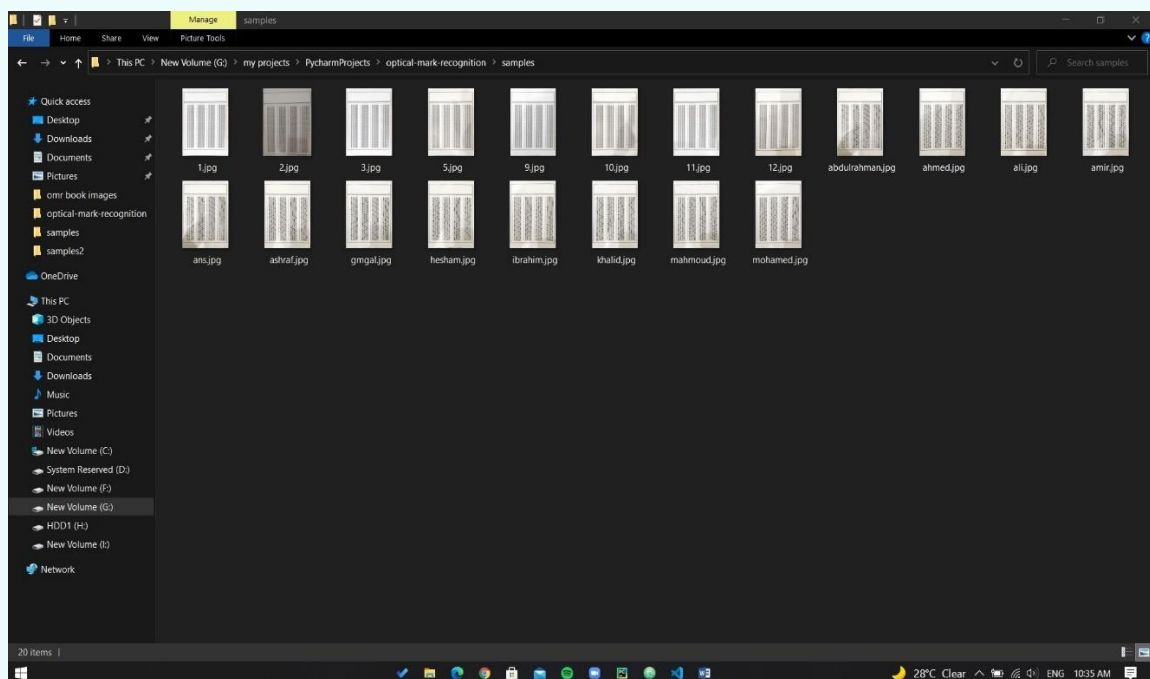 Manage samples
File Home Share View Picture Tools
This PC > New Volume (G:) > my projects > PycharmProjects > optical-mark-recognition > samples
Search samples
Quick access
Desktop
Downloads
Documents
Pictures
omr book images
optical-mark-recognition
samples
samples2
OneDrive
This PC
3D Objects
Desktop
Documents
Downloads
Music
Pictures
Videos
New Volume (C:)
System Reserved (D:)
New Volume (F:)
New Volume (G:)
HDD1 (H:)
New Volume (I:)
Network
1.jpg 2.jpg 3.jpg 5.jpg 9.jpg 10.jpg 11.jpg 12.jpg abdulrahman.jpg ahmed.jpg ali.jpg amir.jpg
ans.jpg ashraf.jpg gmgal.jpg hesham.jpg ibrahim.jpg khalid.jpg mahmoud.jpg mohamed.jpg
20 items
28°C Clear ENG 10:35 AM